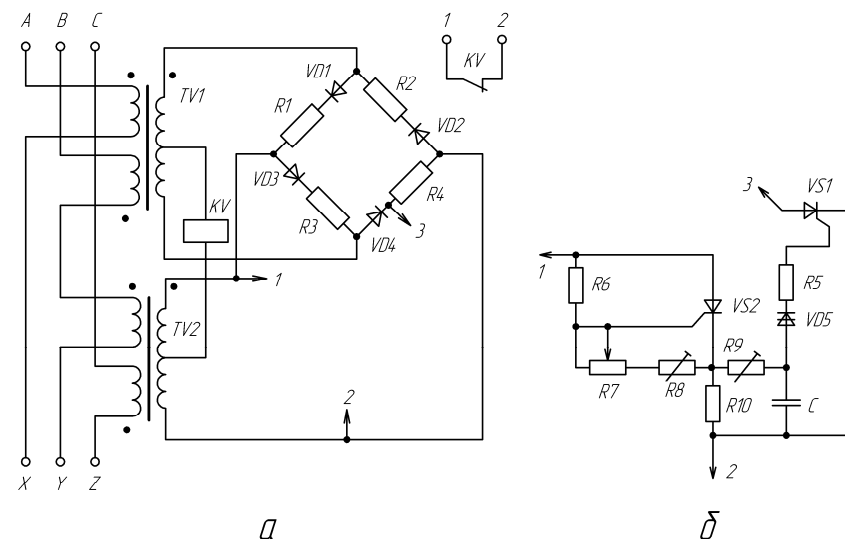 A B C
1 2
KV
TV1
VD1
R1
R2
VD2
VD3
R3
R4
VD4
3
KV
1
TV2
2
X Y Z
а
3
VS1
1
R6
R5
VS2
VD5
R9
R7
R8
R10
C
2
б